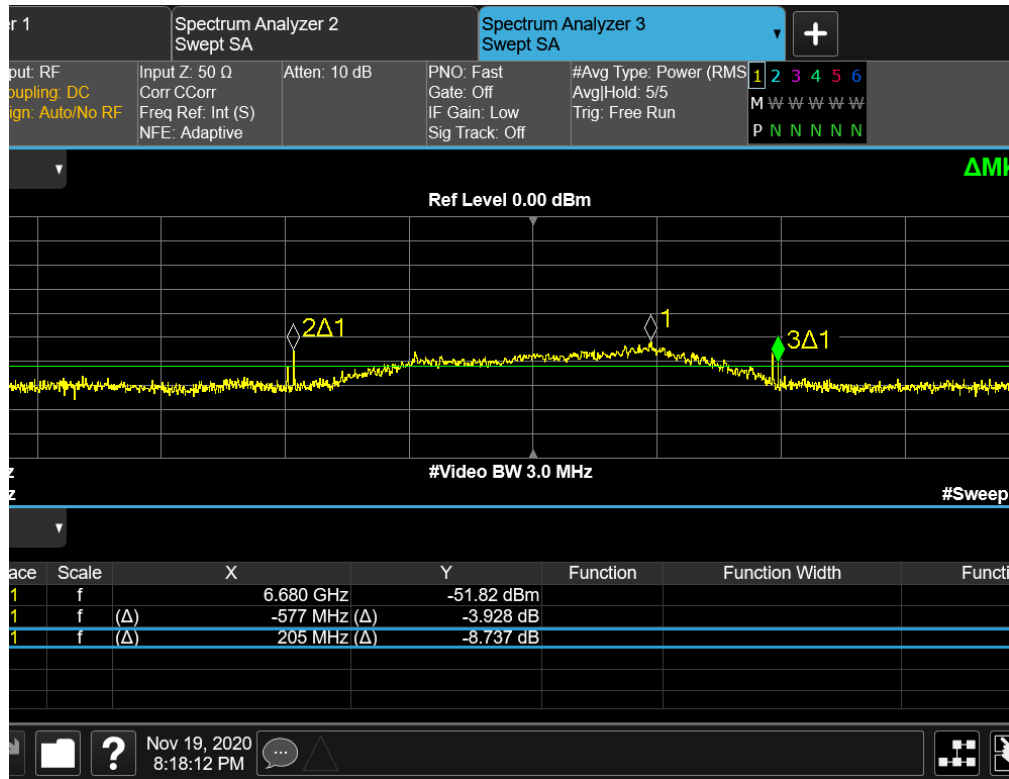 r 1
Spectrum Analyzer 2
Swept SA
Spectrum Analyzer 3
Swept SA
+
put: RF
oupling: DC
ign: Auto/No RF
Input Z: 50 Ω
Corr CCorr
Freq Ref: Int (S)
NFE: Adaptive
Atten: 10 dB
PNO: Fast
Gate: Off
IF Gain: Low
Sig Track: Off
#Avg Type: Power (RMS
Avg|Hold: 5/5
Trig: Free Run
1 2 3 4 5 6
M W W W W W
P N N N N N
ΔM
Ref Level 0.00 dBm
2Δ1
1
3Δ1
z
#Video BW 3.0 MHz
z
#Sweep
ace Scale X Y Function Function Width Functi
1 f 6.680 GHz -51.82 dBm
1 f (Δ) -577 MHz (Δ) -3.928 dB
1 f (Δ) 205 MHz (Δ) -8.737 dB
?
Nov 19, 2020
8:18:12 PM